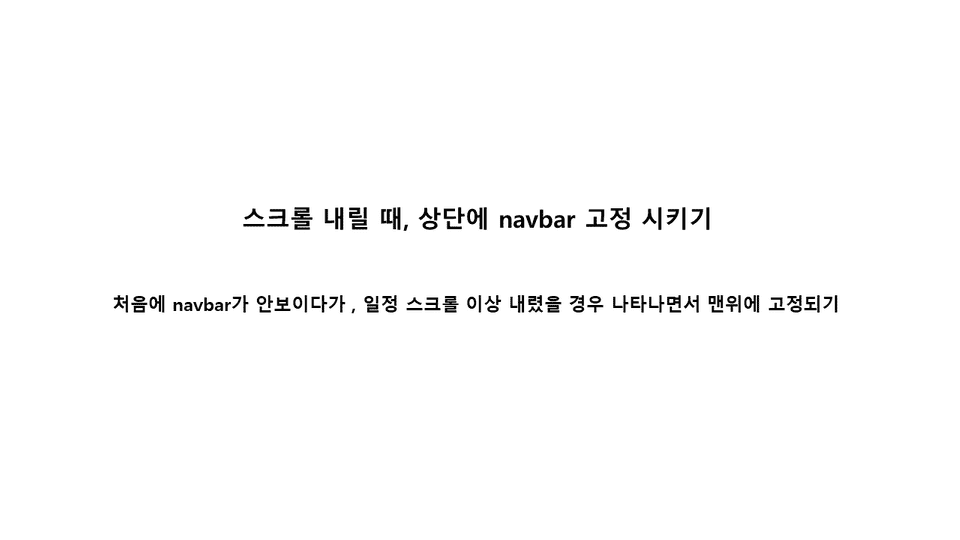 스크롤 내릴 때, 상단에 navbar 고정 시키기
처음에 navbar가 안보이다가 , 일정 스크롤 이상 내렸을 경우 나타나면서 맨위에 고정되기